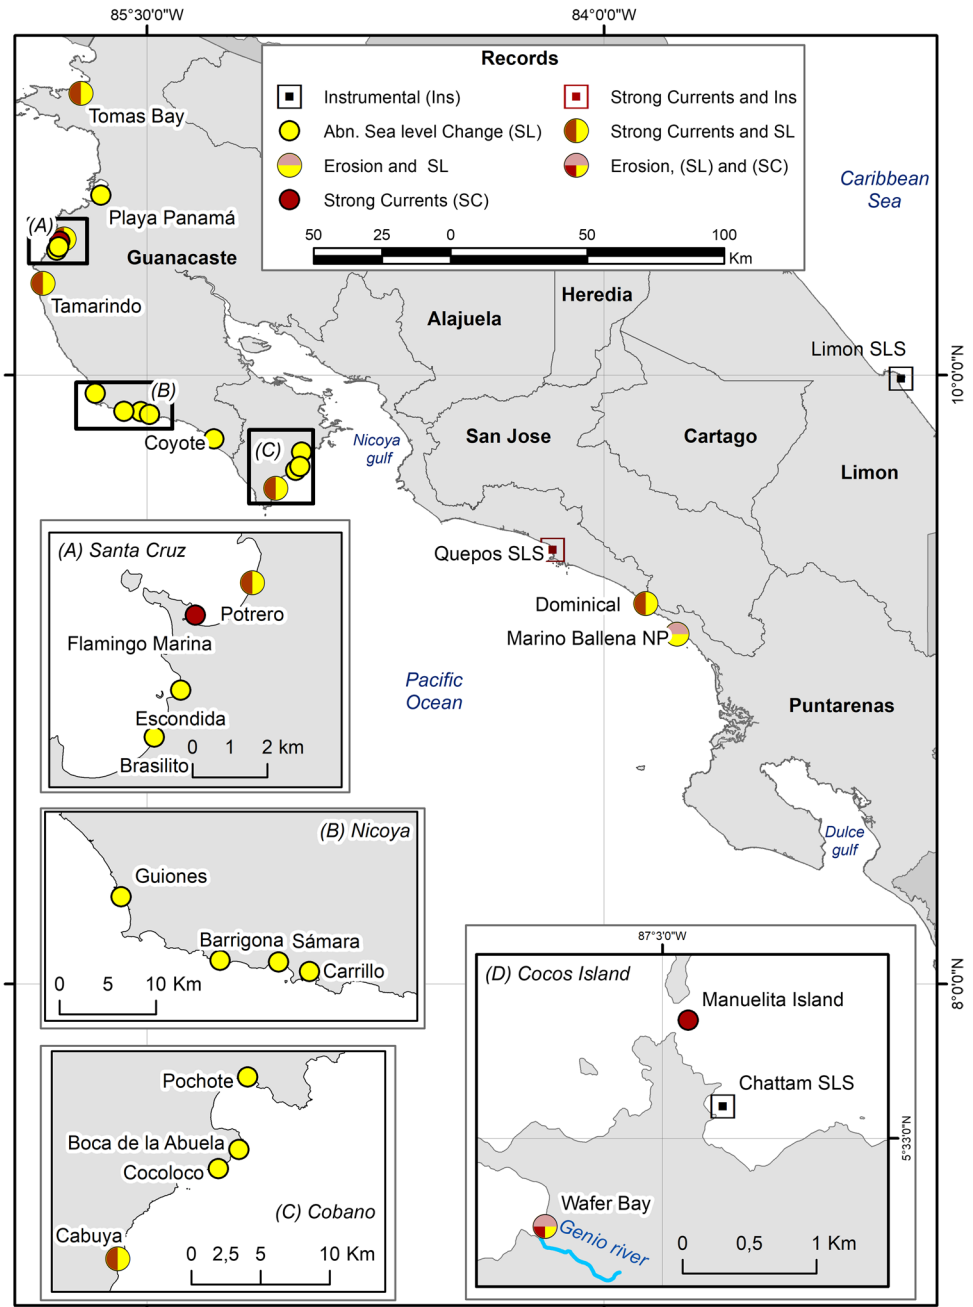 85°30'0"W
84°0'0"W
Records
Instrumental (Ins)
Strong Currents and Ins
Abn. Sea level Change (SL)
Strong Currents and SL
Erosion and SL
Erosion, (SL) and (SC)
Strong Currents (SC)
50 25 0 50 100
Km
Tomas Bay
Caribbean
Sea
Playa Panamá
(A)
Guanacaste
Tamarindo
Heredia
Alajuela
Limon SLS
10°0'0"N
(B)
Coyote
(C)
Nicoya
gulf
San Jose
Cartago
Limon
Quepos SLS
Dominical
Marino Ballena NP
Pacific
Ocean
Puntarenas
Dulce
gulf
8°0'0"N
(A) Santa Cruz
Potrero
Flamingo Marina
Escondida
0 1 2 km
Brasilito
(B) Nicoya
Guiones
Barrigona Sámara
Carrillo
0 5 10 Km
Pochote
Boca de la Abuela
Cocoloco
(C) Cobano
Cabuya
0 2,5 5 10 Km
87°3'0"W
(D) Cocos Island
Manuelita Island
Chattam SLS
5°33'0"N
Wafer Bay
Genio river
0 0,5 1 Km